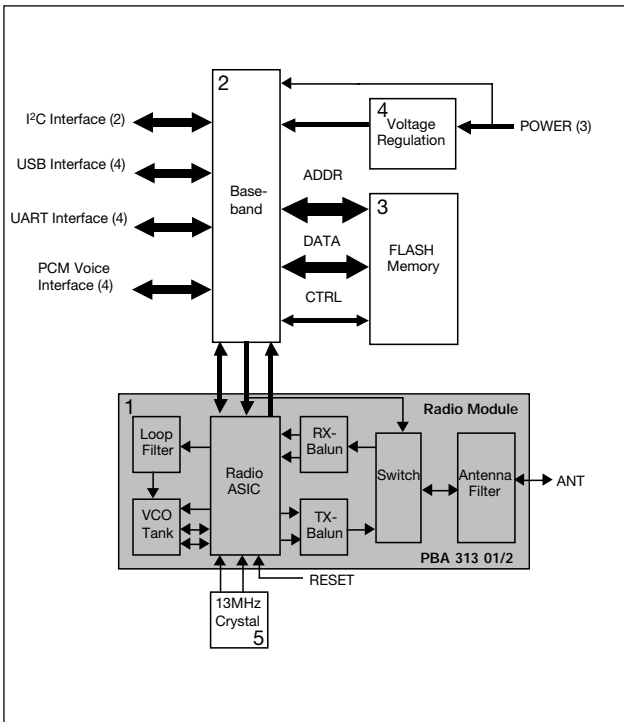 2
I²C Interface (2)
USB Interface (4)
UART Interface (4)
PCM Voice
Interface (4)
Base-
band
4
Voltage
Regulation
POWER (3)
ADDR
DATA
CTRL
3
FLASH
Memory
1
Radio Module
Loop
Filter
VCO
Tank
Radio
ASIC
RX-
Balun
TX-
Balun
Switch
Antenna
Filter
ANT
PBA 313 01/2
RESET
13MHz
Crystal
5